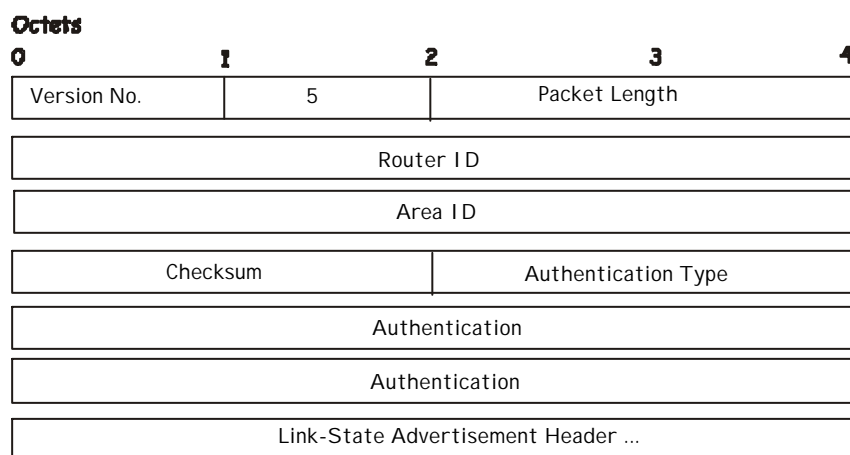 Octets
0 1 2 3 4
Version No. 5 Packet Length
Router ID
Area ID
Checksum Authentication Type
Authentication
Authentication
Link-State Advertisement Header ...